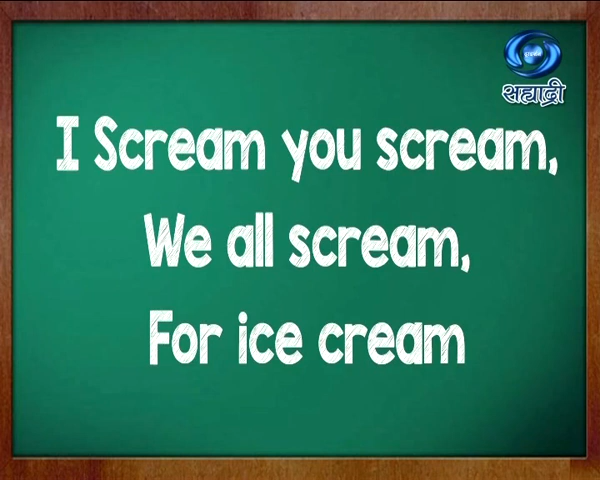 सह्याद्री
I Scream you scream,
We all scream,
For ice cream